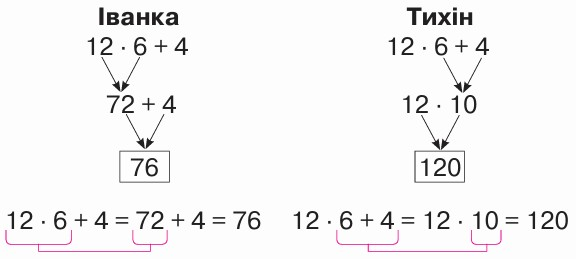 Іванка
12 · 6 + 4
72 + 4
76
12 · 6 + 4 = 72 + 4 = 76
Тихін
12 · 6 + 4
12 · 10
120
12 · 6 + 4 = 12 · 10 = 120